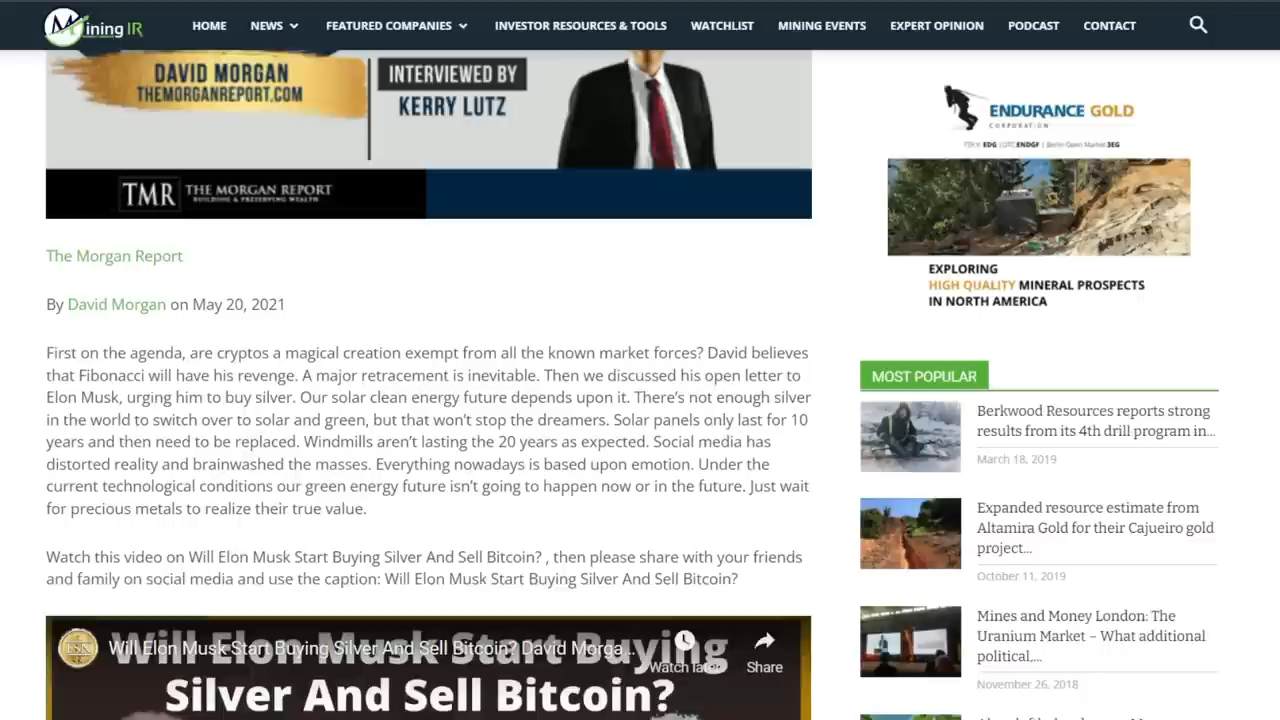 Mining IR
HOME NEWS FEATURED COMPANIES INVESTOR RESOURCES & TOOLS WATCHLIST MINING EVENTS EXPERT OPINION PODCAST CONTACT
DAVID MORGAN
THEMORGANREPORT.COM
INTERVIEWED BY
KERRY LUTZ
TMR THE MORGAN REPORT
BUILDING & PRESERVING WEALTH
The Morgan Report
By David Morgan on May 20, 2021
First on the agenda, are cryptos a magical creation exempt from all the known market forces? David believes
that Fibonacci will have his revenge. A major retracement is inevitable. Then we discussed his open letter to
Elon Musk, urging him to buy silver. Our solar clean energy future depends upon it. There's not enough silver
in the world to switch over to solar and green, but that won't stop the dreamers. Solar panels only last for 10
years and then need to be replaced. Windmills aren't lasting the 20 years as expected. Social media has
distorted reality and brainwashed the masses. Everything nowadays is based upon emotion. Under the
current technological conditions our green energy future isn't going to happen now or in the future. Just wait
for precious metals to realize their true value.
Watch this video on Will Elon Musk Start Buying Silver And Sell Bitcoin? , then please share with your friends
and family on social media and use the caption: Will Elon Musk Start Buying Silver And Sell Bitcoin?
Will Elon Musk Start Buying Silver And Sell Bitcoin? David Morga...
Watch later
Share
Will Elon Musk Start Buying
Silver And Sell Bitcoin?
ENDURANCE GOLD
CORPORATION
EDG | OTC: ENDGF | Berlin Open Market 3EG
EXPLORING
HIGH QUALITY MINERAL PROSPECTS
IN NORTH AMERICA
MOST POPULAR
Berkwood Resources reports strong
results from its 4th drill program in...
March 18, 2019
Expanded resource estimate from
Altamira Gold for their Cajueiro gold
project...
October 11, 2019
Mines and Money London: The
Uranium Market – What additional
political,...
November 26, 2018